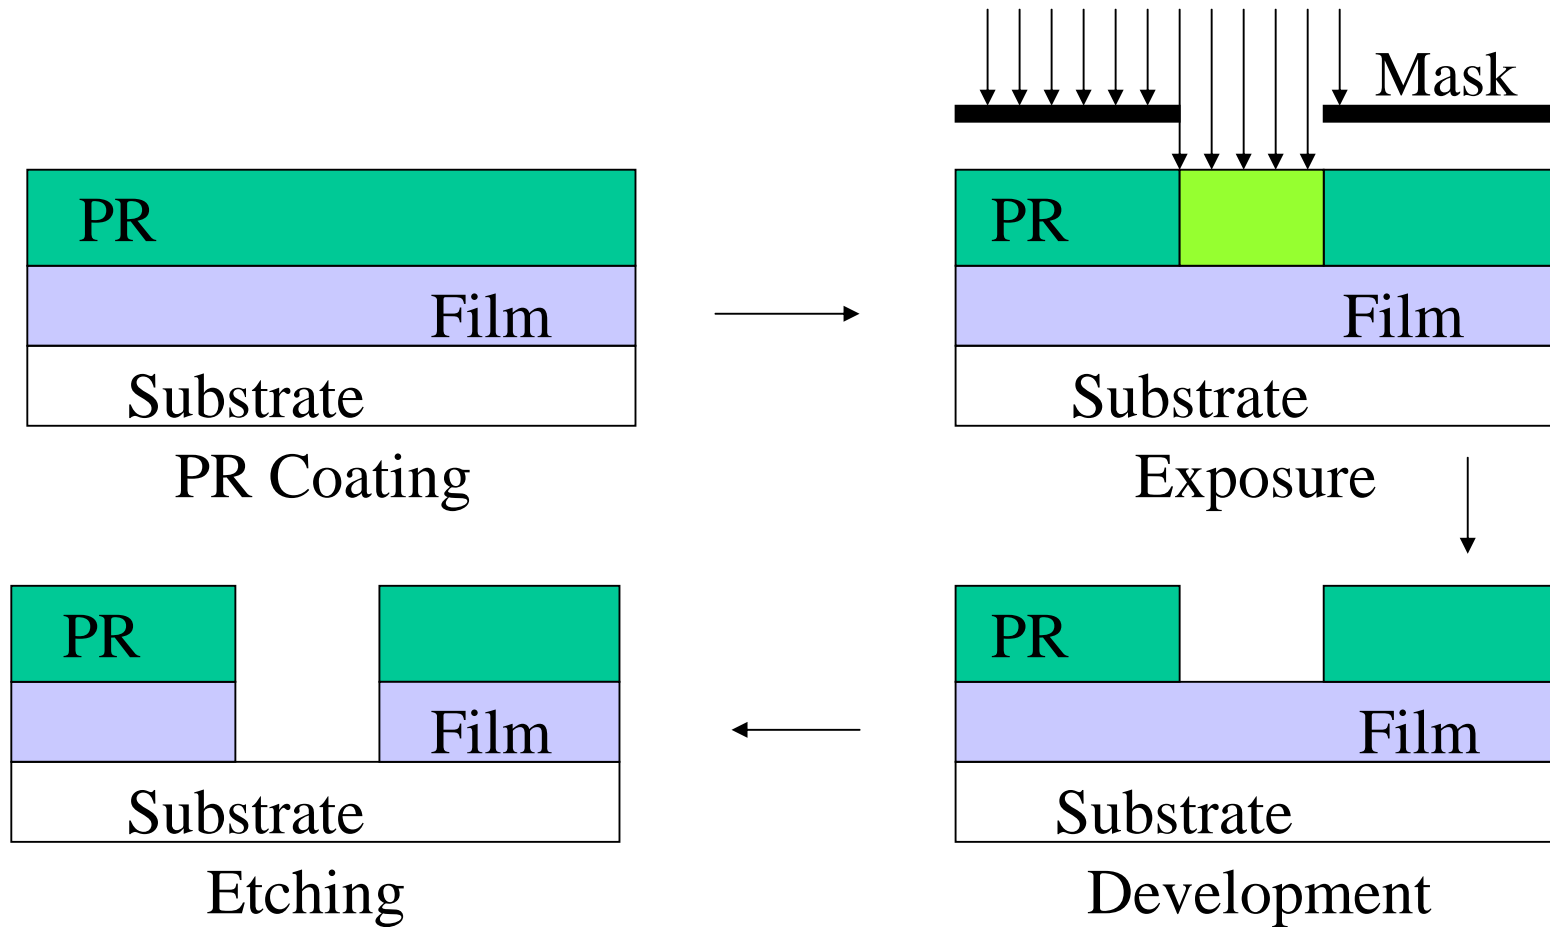 Mask
PR
Film
Substrate
PR Coating
PR
Film
Substrate
Exposure
PR
Film
Substrate
Etching
PR
Film
Substrate
Development